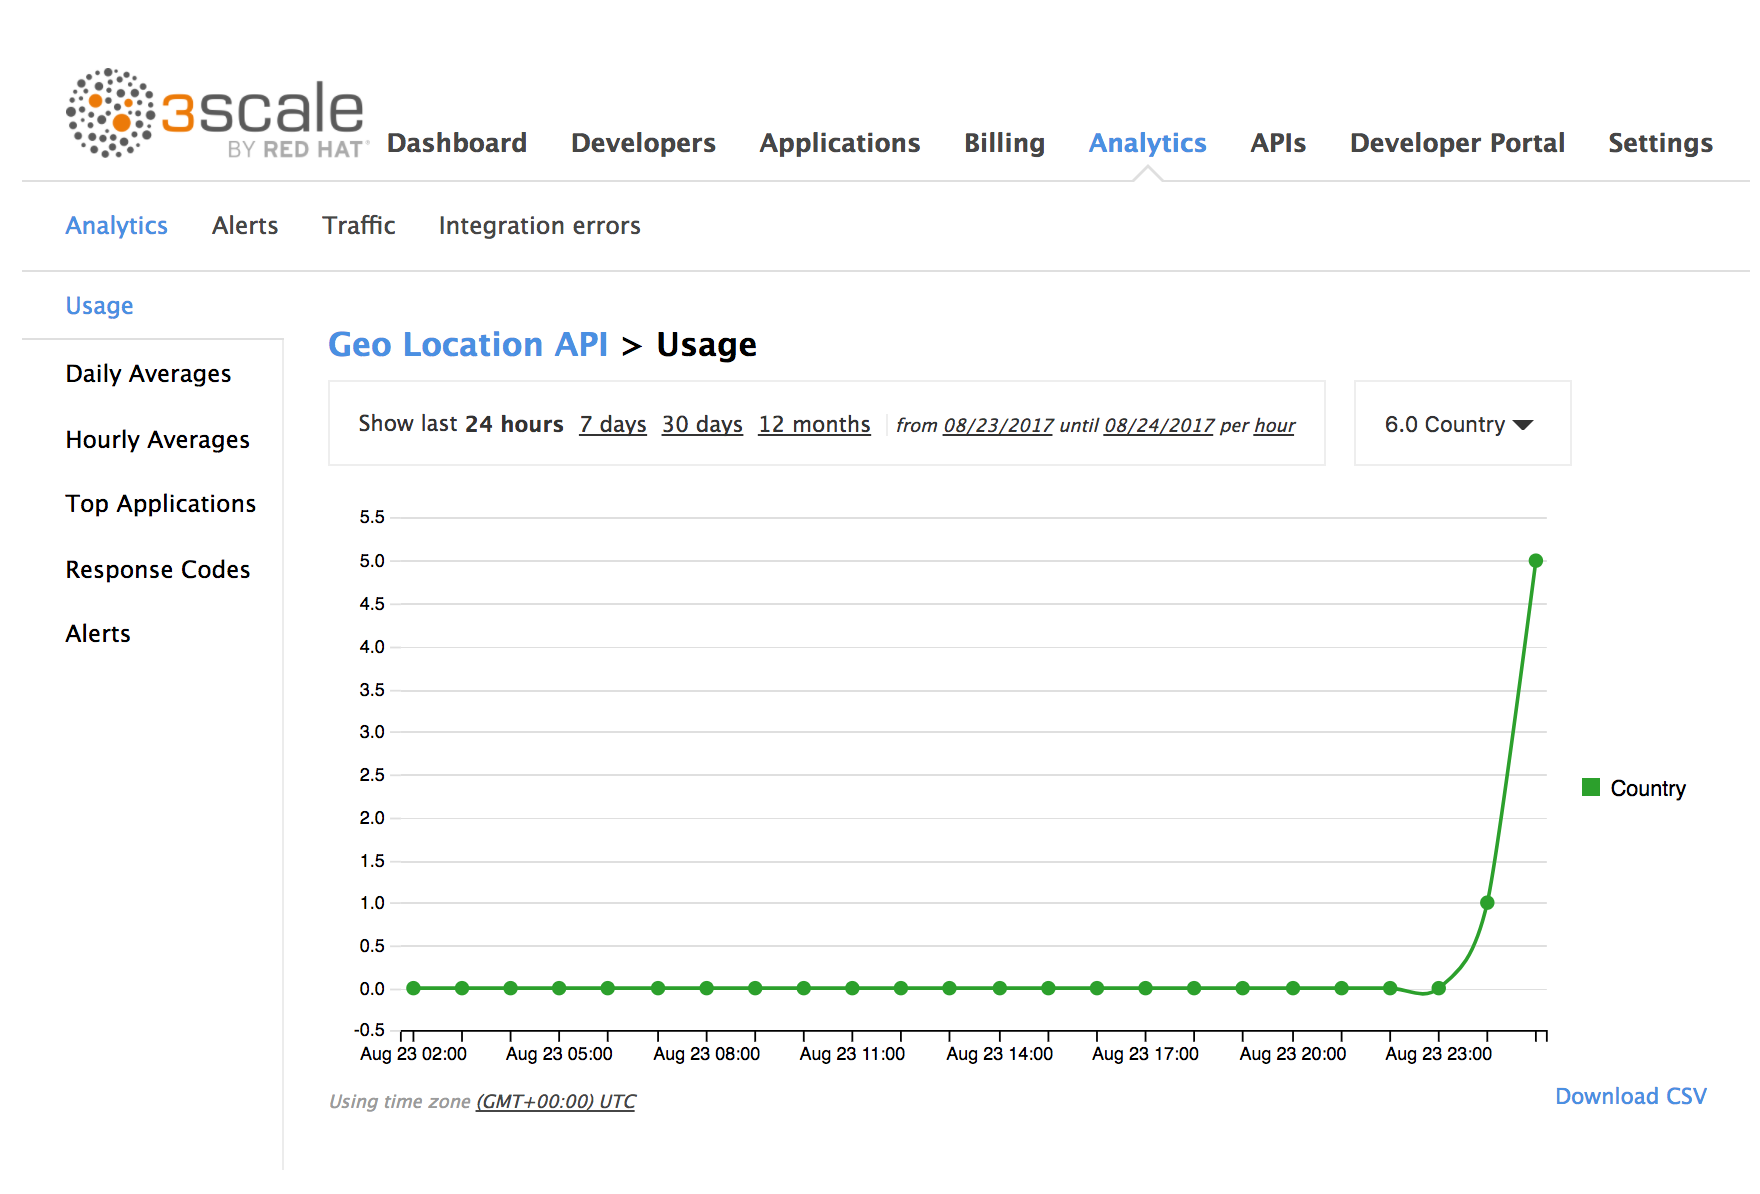 3scale
BY RED HAT®
Dashboard Developers Applications Billing Analytics APIs Developer Portal Settings
Analytics Alerts Traffic Integration errors
Usage
Daily Averages
Hourly Averages
Top Applications
Response Codes
Alerts
Geo Location API > Usage
Show last 24 hours 7 days 30 days 12 months from 08/23/2017 until 08/24/2017 per hour
6.0 Country
5.5
5.0
4.5
4.0
3.5
3.0
2.5
2.0
1.5
1.0
0.5
0.0
-0.5
Aug 23 02:00 Aug 23 05:00 Aug 23 08:00 Aug 23 11:00 Aug 23 14:00 Aug 23 17:00 Aug 23 20:00 Aug 23 23:00
Country
Using time zone (GMT+00:00) UTC
Download CSV